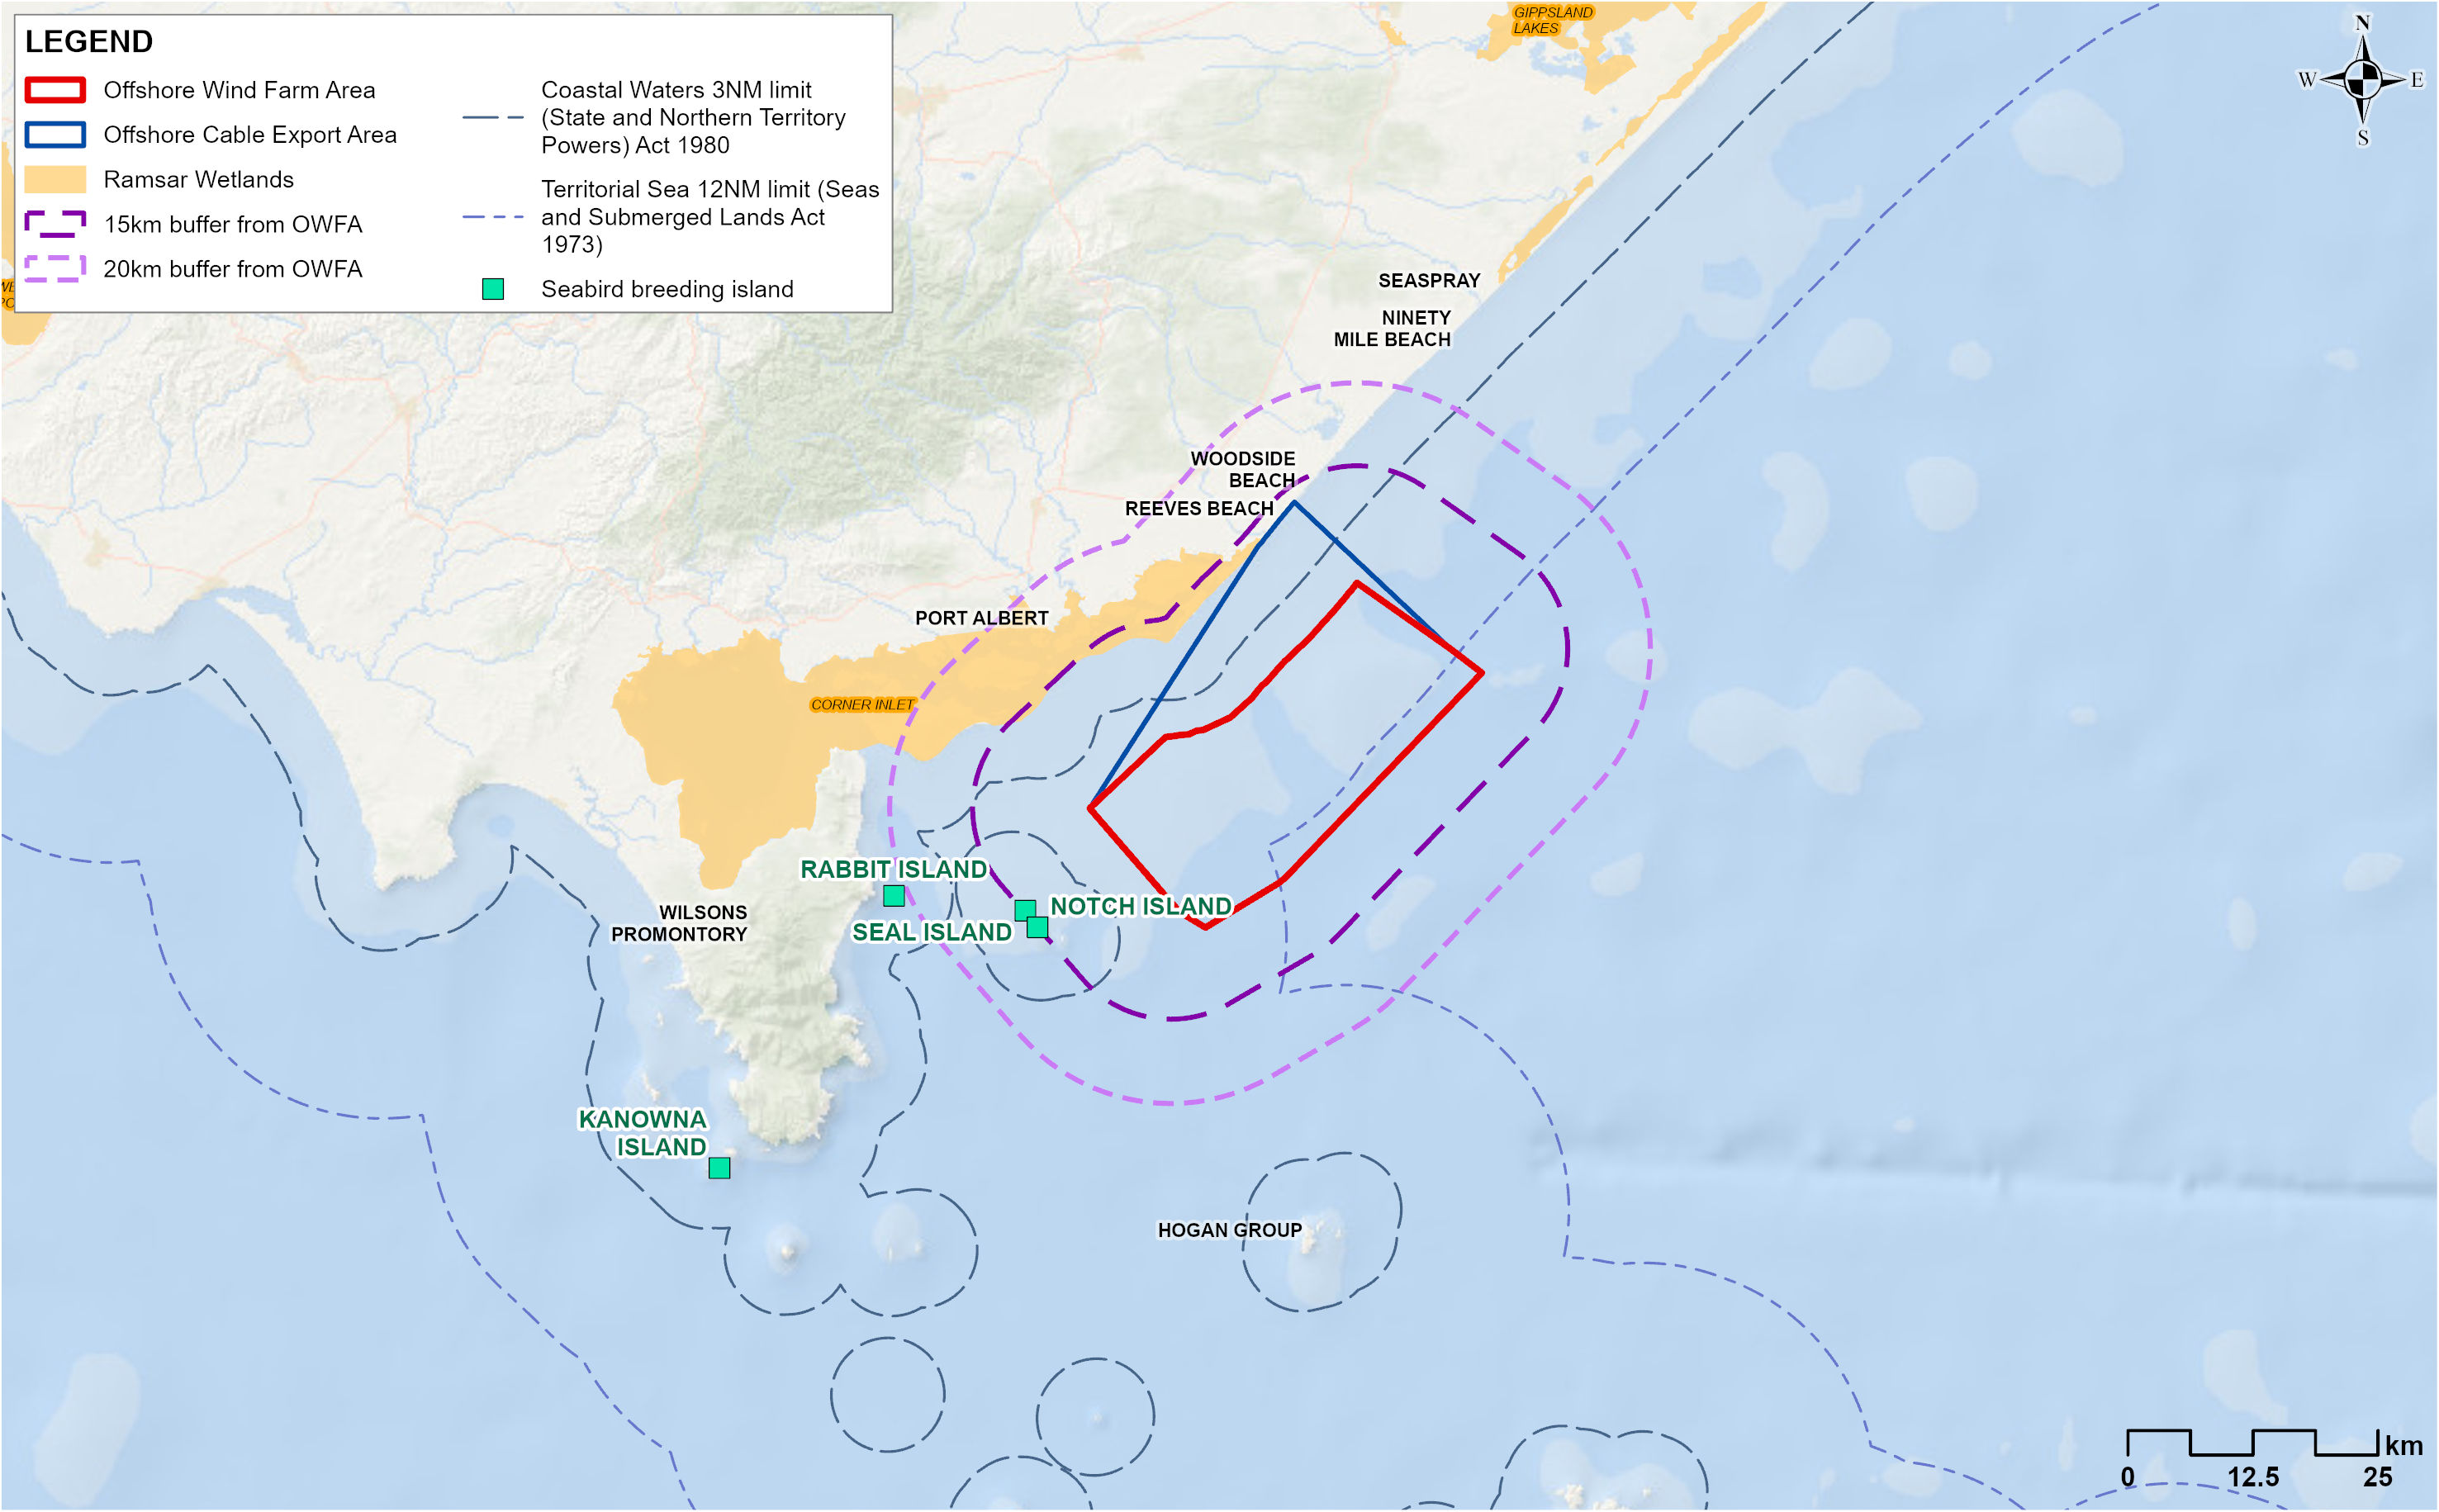 LEGEND
Offshore Wind Farm Area
Offshore Cable Export Area
Ramsar Wetlands
15km buffer from OWFA
20km buffer from OWFA
Coastal Waters 3NM limit
(State and Northern Territory
Powers) Act 1980
Territorial Sea 12NM limit (Seas
and Submerged Lands Act
1973)
Seabird breeding island
GIPPSLAND
LAKES
N
W
E
S
SEASPRAY
NINETY
MILE BEACH
WOODSIDE
BEACH
REEVES BEACH
PORT ALBERT
CORNER INLET
RABBIT ISLAND
NOTCH ISLAND
SEAL ISLAND
WILSONS
PROMONTORY
KANOWNA
ISLAND
HOGAN GROUP
km
0 12.5 25